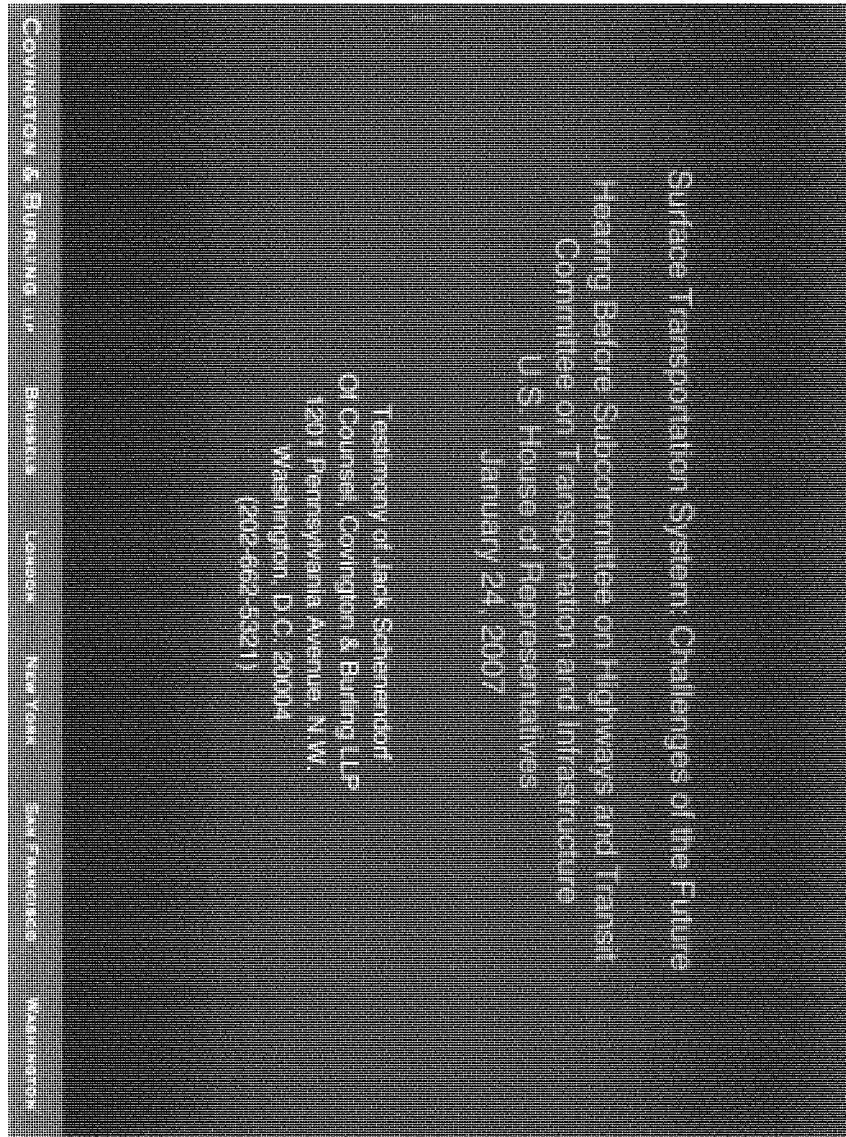 Surface Transportation System: Challenges of the Future
Hearing Before Subcommittee on Highways and Transit
Committee on Transportation and Infrastructure
U.S. House of Representatives
January 24, 2007
Testimony of Jack Schenendorf
Of Counsel, Covington & Burling LLP
1201 Pennsylvania Avenue, N.W.
Washington, D.C. 20004
(202-662-5321)
COVINGTON & BURLING LLP BRUSSELS LONDON NEW YORK SAN FRANCISCO WASHINGTON